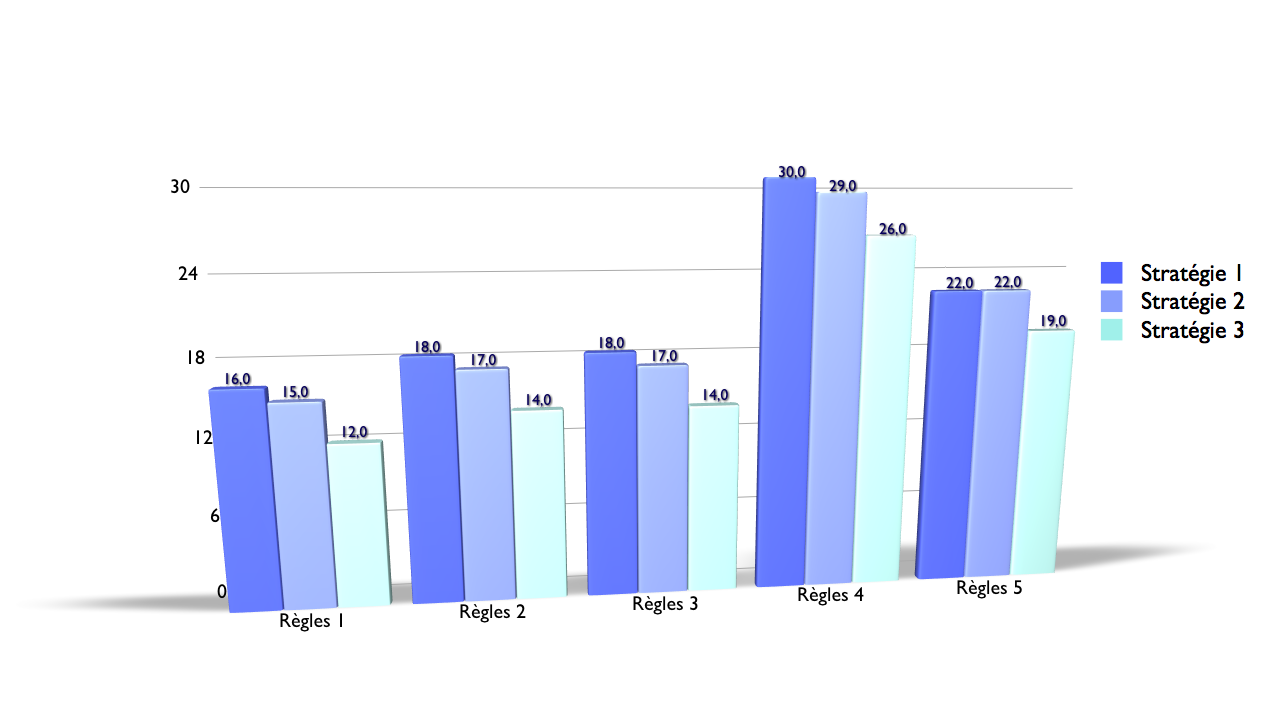 30
24
18
12
6
0
16,0
15,0
12,0
18,0
17,0
14,0
18,0
17,0
14,0
30,0
29,0
26,0
22,0
22,0
19,0
Règles 1
Règles 2
Règles 3
Règles 4
Règles 5
Stratégie 1
Stratégie 2
Stratégie 3